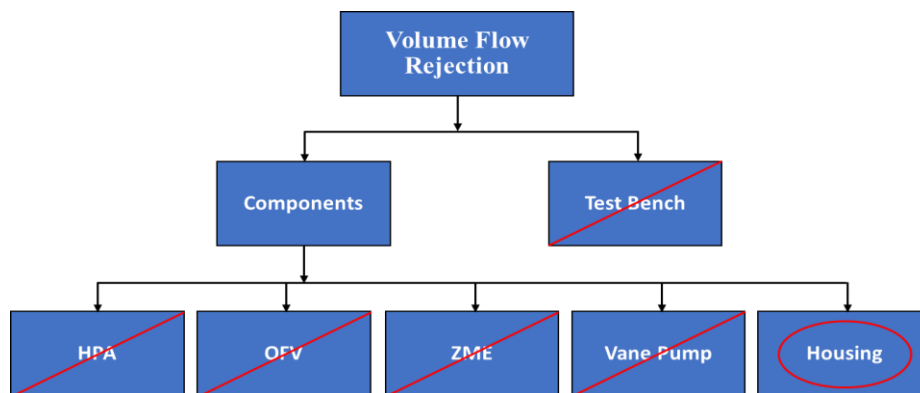 Volume Flow
Rejection
Components
Test Bench
HPA
OFV
ZME
Vane Pump
Housing